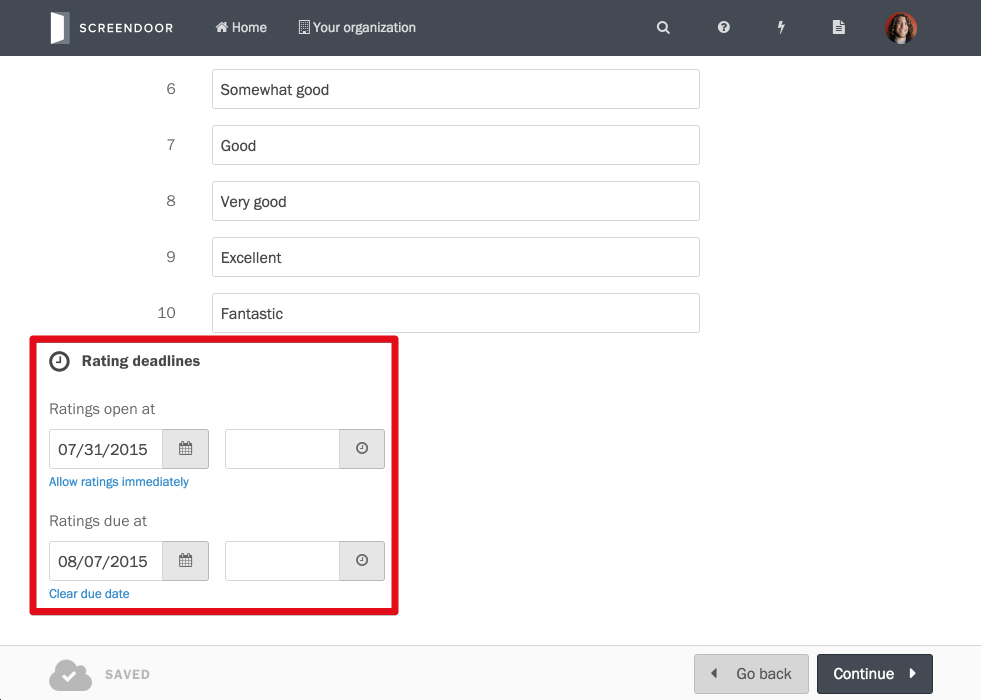 SCREENDOOR Home Your organization
6 Somewhat good
7 Good
8 Very good
9 Excellent
10 Fantastic
Rating deadlines
Ratings open at
07/31/2015
Allow ratings immediately
Ratings due at
08/07/2015
Clear due date
SAVED Go back Continue